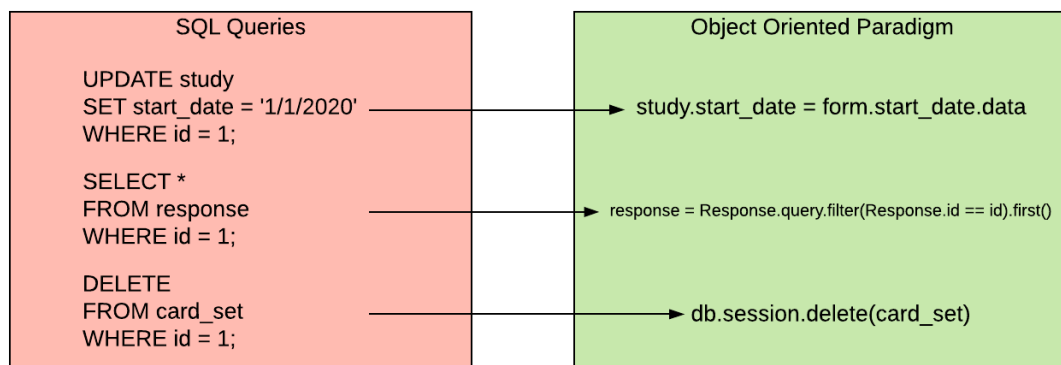 SQL Queries
UPDATE study
SET start_date = '1/1/2020'
WHERE id = 1;
SELECT *
FROM response
WHERE id = 1;
DELETE
FROM card_set
WHERE id = 1;
Object Oriented Paradigm
study.start_date = form.start_date.data
response = Response.query.filter(Response.id == id).first()
db.session.delete(card_set)